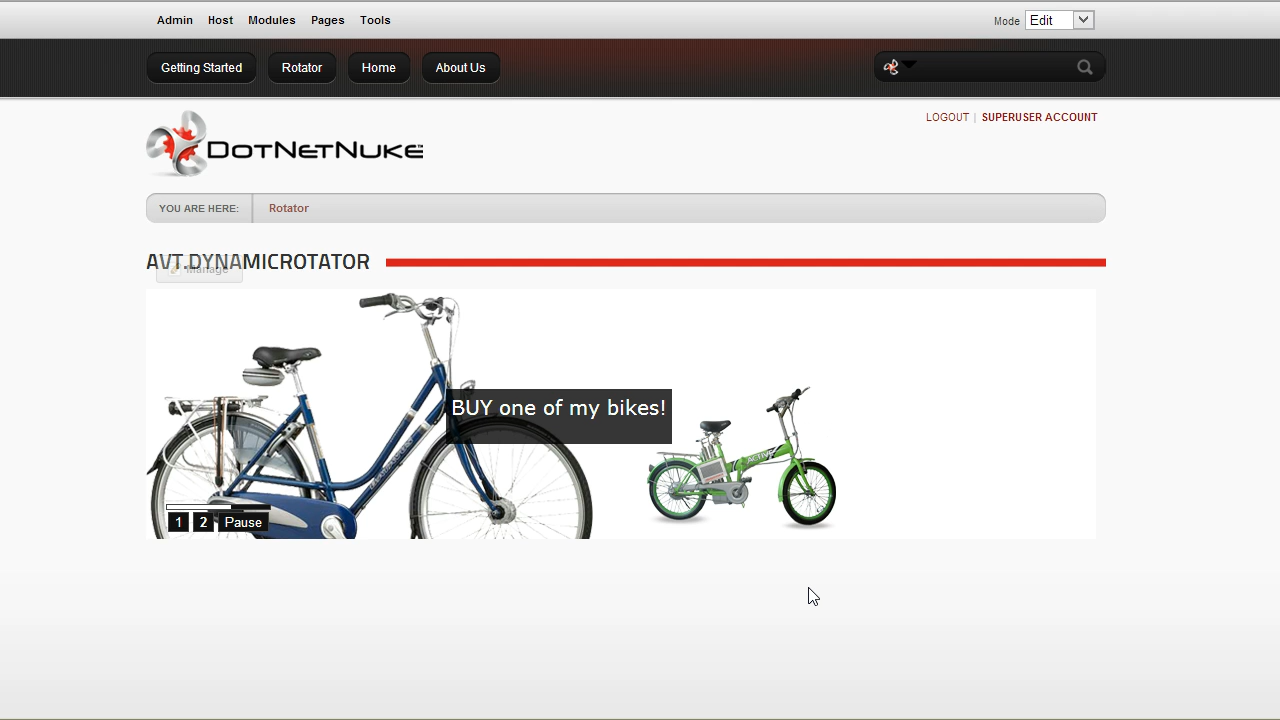 Admin Host Modules Pages Tools
Mode Edit
Getting Started Rotator Home About Us
LOGOUT | SUPERUSER ACCOUNT
DotNetNuke
YOU ARE HERE: Rotator
AVT.DYNAMICROTATOR
Manage
BUY one of my bikes!
ACTIVE
1 2 Pause